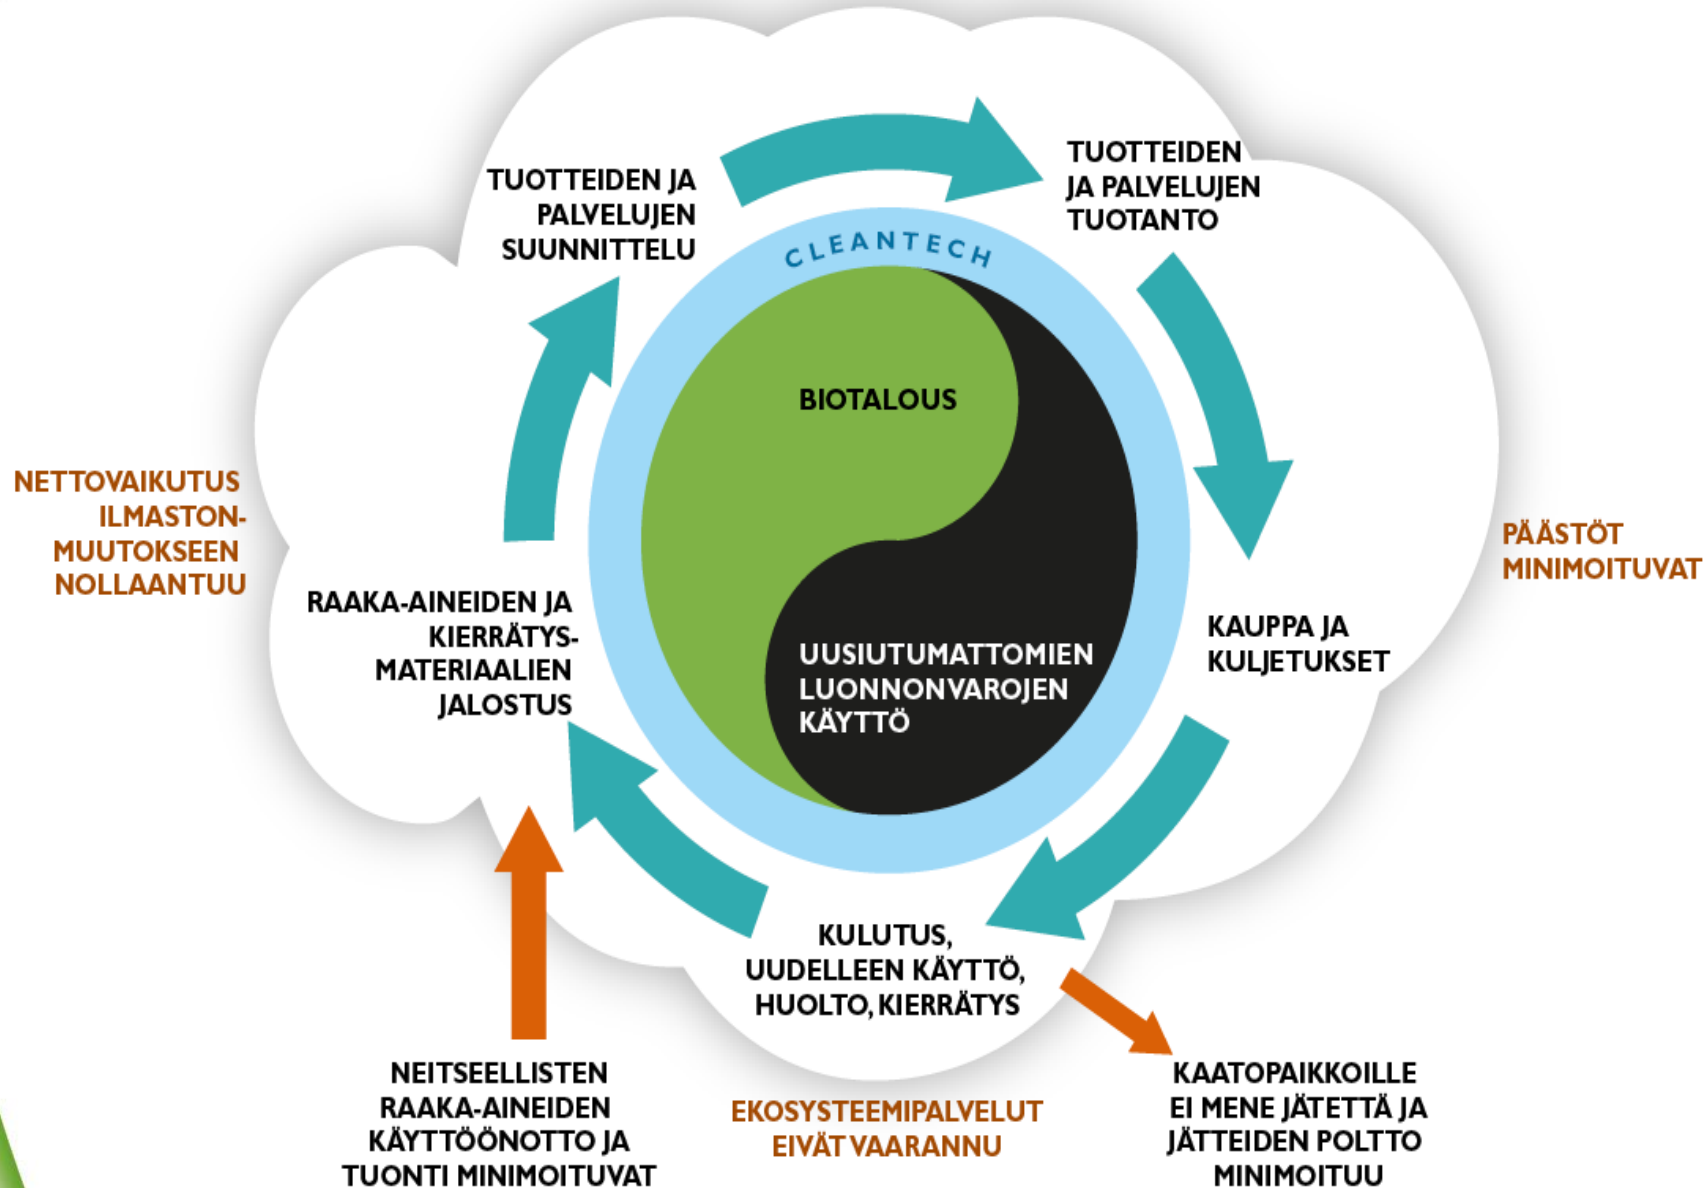 TUOTTEIDEN JA
PALVELUJEN
SUUNNITTELU
TUOTTEIDEN
JA PALVELUJEN
TUOTANTO
CLEANTECH
BIOTALOUS
NETTOVAIKUTUS
ILMASTON-
MUUTOKSEEN
NOLLAANTUU
PÄÄSTÖT
MINIMOITUVAT
RAAKA-AINEIDEN JA
KIERRÄTYS-
MATERIAALIEN
JALOSTUS
UUSIUTUMATTOMIEN
LUONNONVAROJEN
KÄYTTÖ
KAUPPA JA
KULJETUKSET
KULUTUS,
UUDELLEEN KÄYTTÖ,
HUOLTO, KIERRÄTYS
NEITSEELLISTEN
RAAKA-AINEIDEN
KÄYTTÖÖNOTTO JA
TUONTI MINIMOITUVAT
EKOSYSTEEMIPALVELUT
EIVÄT VAARANNU
KAATOPAIKKOILLE
EI MENE JÄTETTÄ JA
JÄTTEIDEN POLTTO
MINIMOITUU